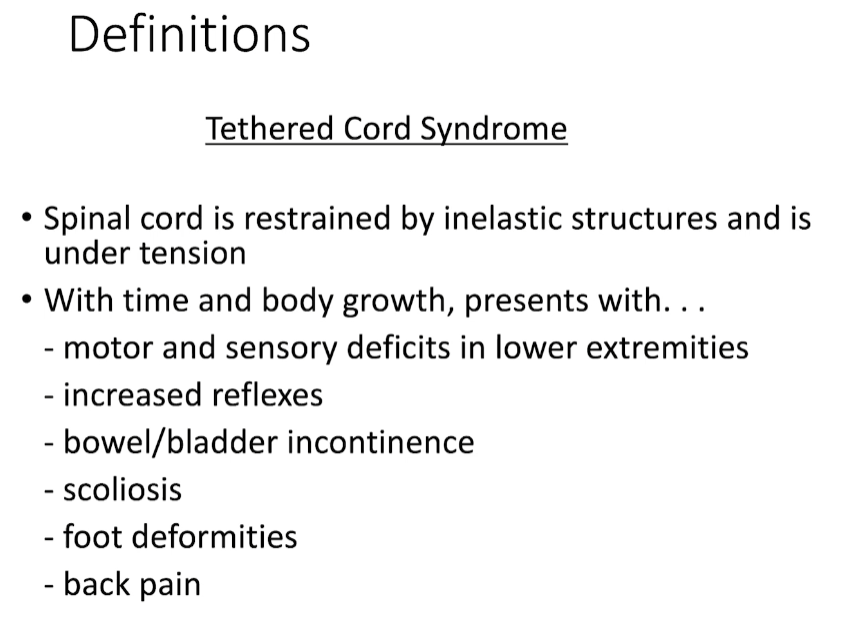 Definitions
Tethered Cord Syndrome
• Spinal cord is restrained by inelastic structures and is
under tension
• With time and body growth, presents with. . .
- motor and sensory deficits in lower extremities
- increased reflexes
- bowel/bladder incontinence
- scoliosis
- foot deformities
- back pain